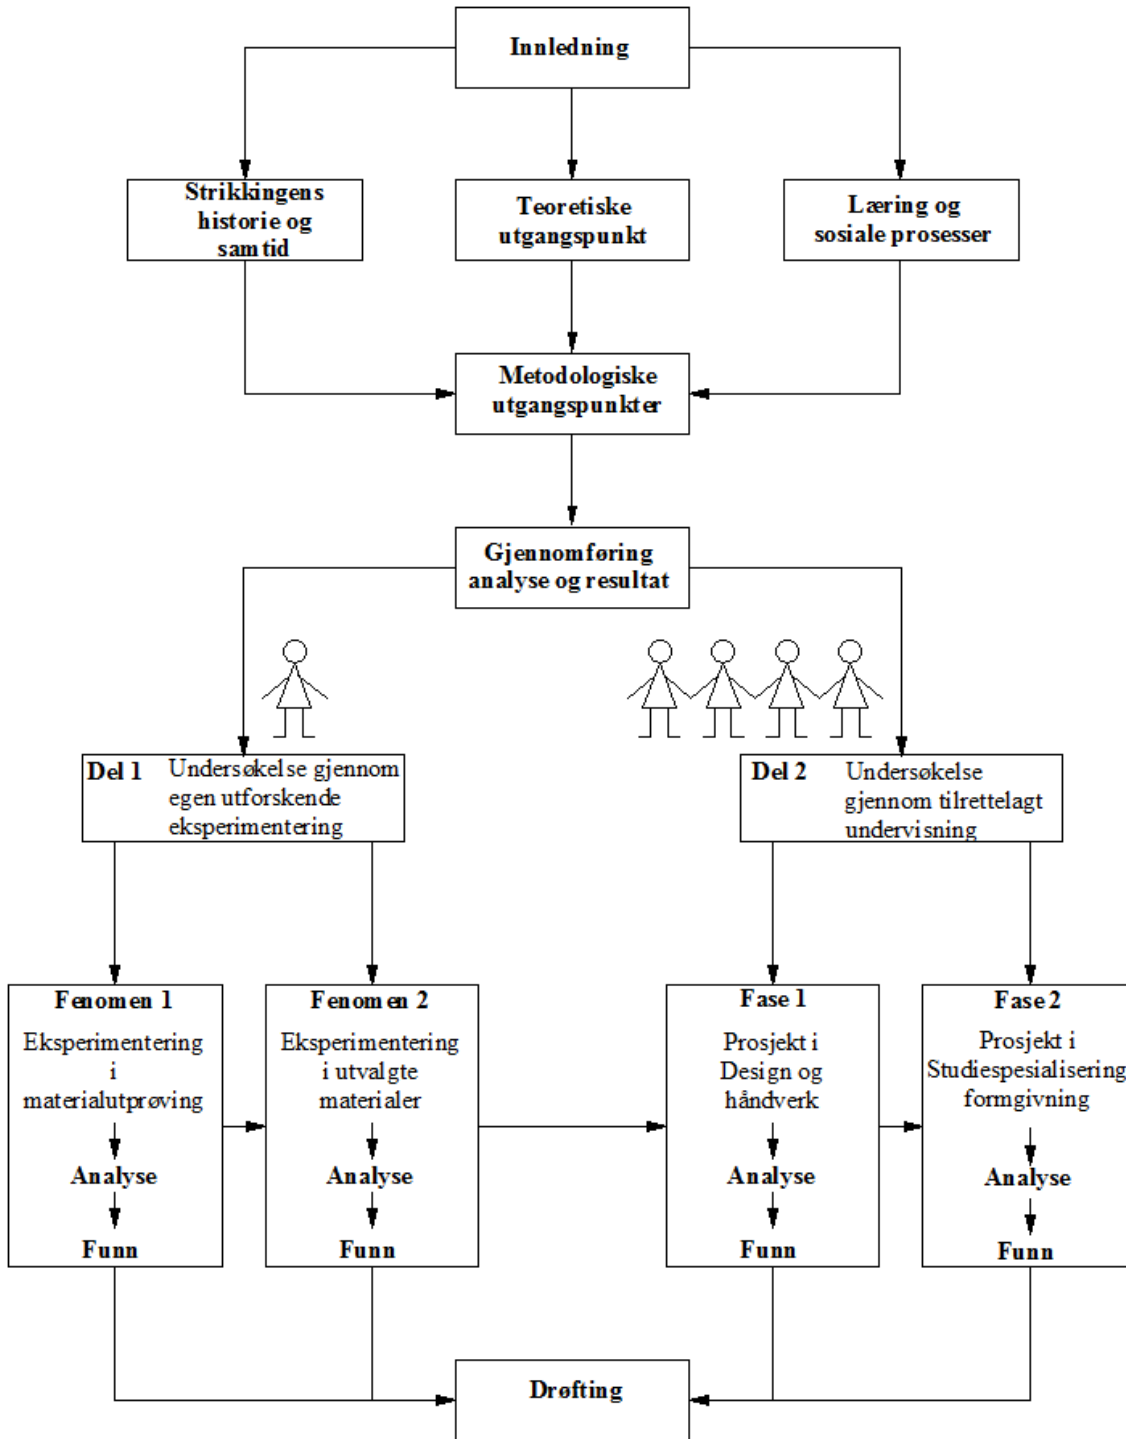 Innledning
Strikkingens
historie og
samtid
Teoretiske
utgangspunkt
Læring og
sosiale prosesser
Metodologiske
utgangspunkter
Gjennomføring
analyse og resultat
Del 1 Undersøkelse gjennom
egen utforskende
eksperimentering
Del 2 Undersøkelse
gjennom tilrettelagt
undervisning
Fenomen 1
Eksperimentering
i
materialutprøving
Analyse
Funn
Fenomen 2
Eksperimentering
i utvalgte
materialer
Analyse
Funn
Fase 1
Prosjekt i
Design og
håndverk
Analyse
Funn
Fase 2
Prosjekt i
Studiespesialisering
formgivning
Analyse
Funn
Drøfting